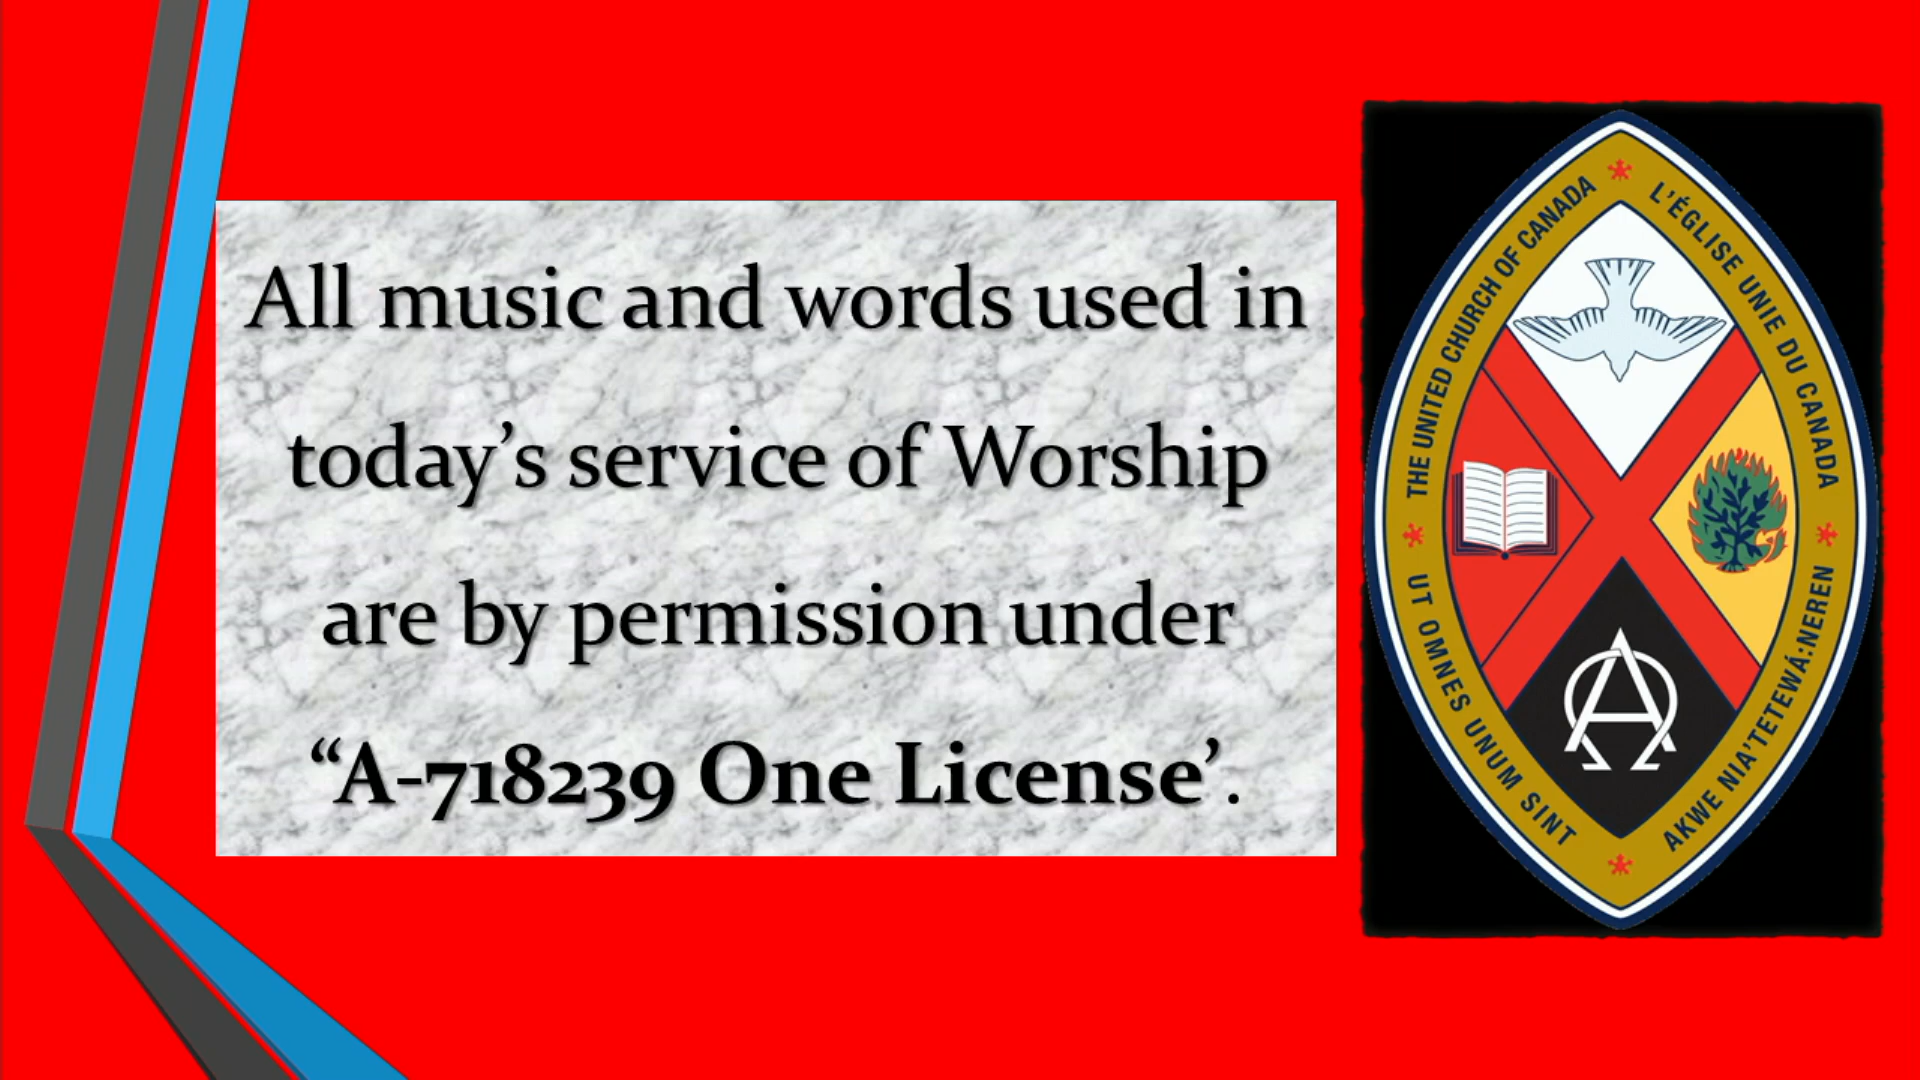 All music and words used in
today’s service of Worship
are by permission under
“A-718239 One License’.
THE UNITED CHURCH OF CANADA
L’ÉGLISE UNIE DU CANADA
UT OMNES UNUM SINT
AKWE NIA’TETEWÁ:NEREN
ΑΩ